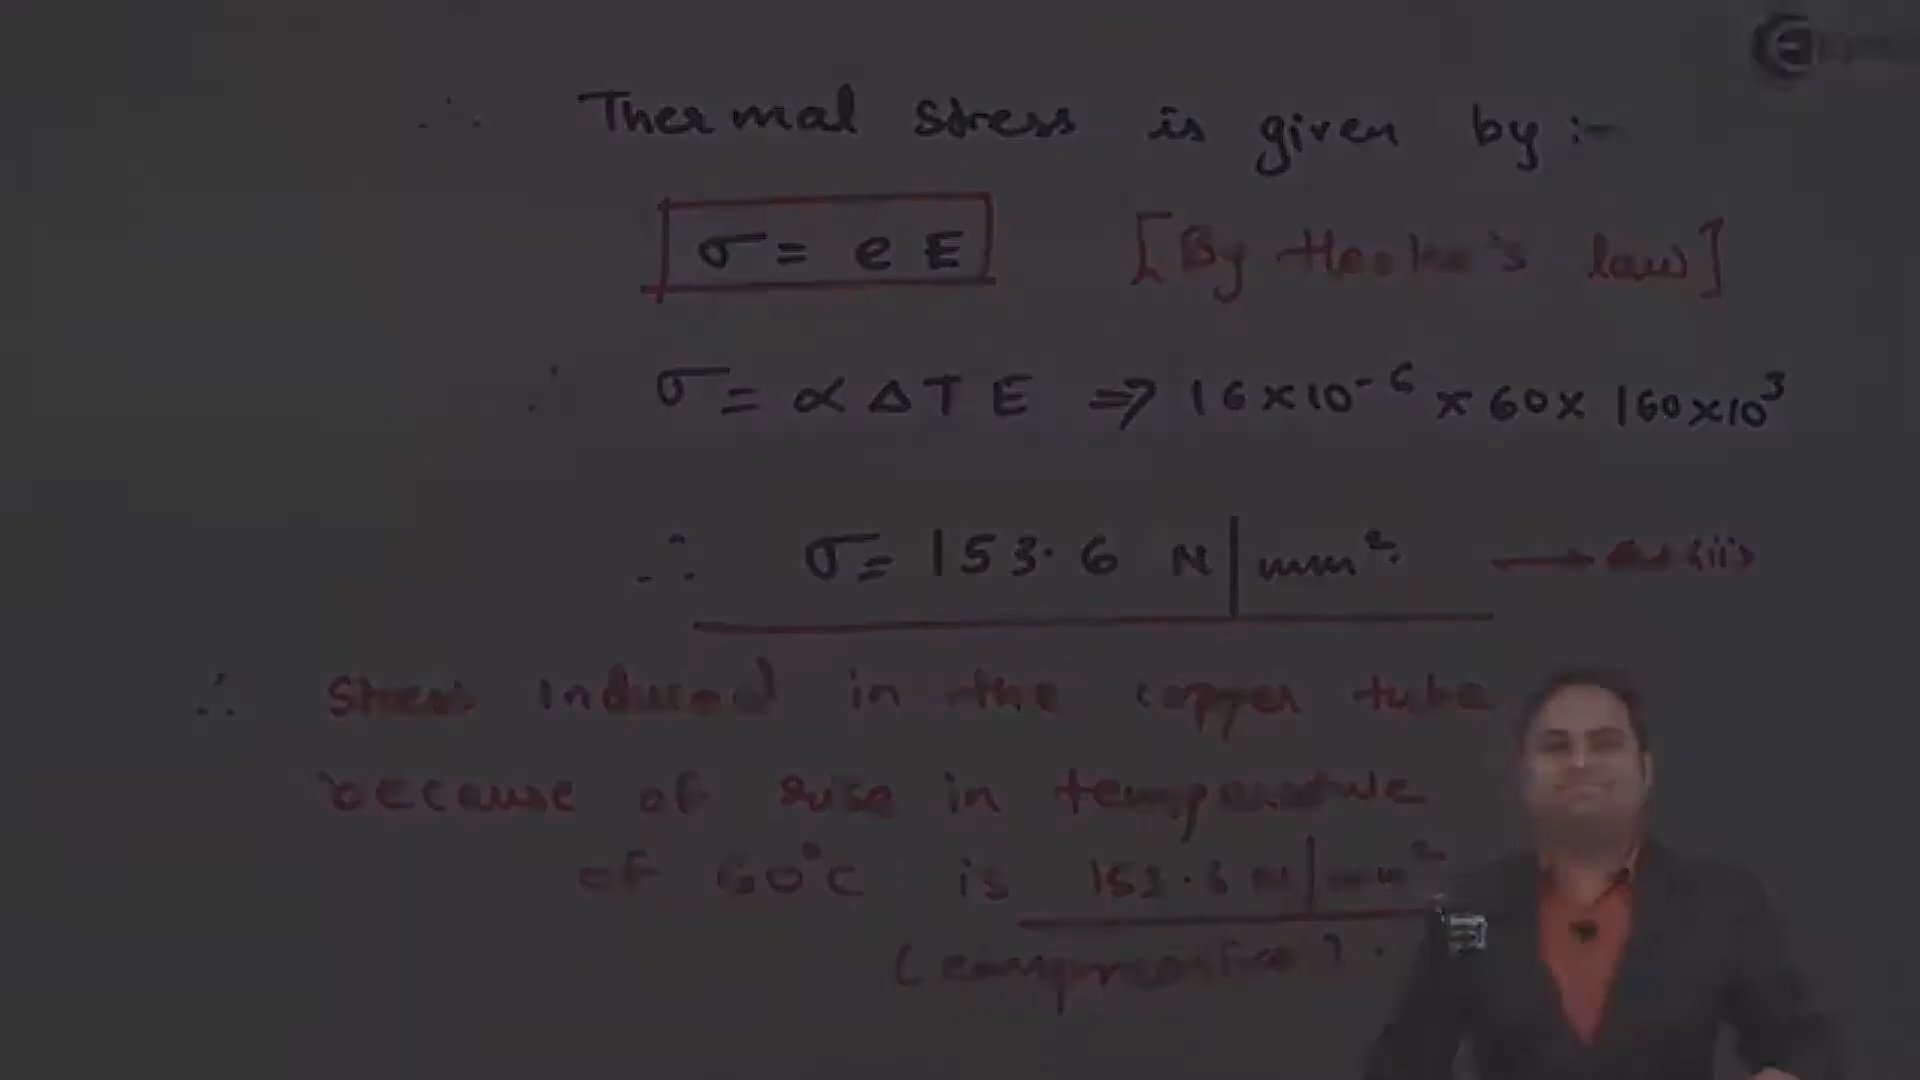 ∴ Thermal stress is given by :-
σ = e E [By Hooke's law]
∴ σ = α Δ T E ⇒ 16 × 10⁻⁶ × 60 × 160 × 10³
∴ σ = 153.6 N/mm²
∴ Stress induced in the copper tube
because of rise in temperature
of 60°C is 153.6 N/mm²
(compressive).